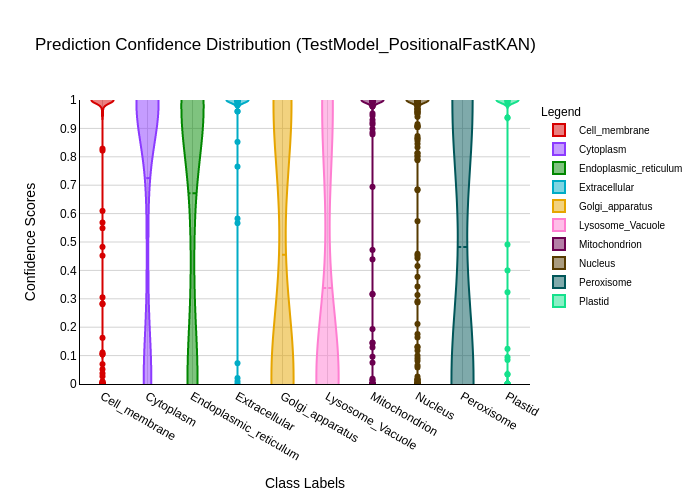 Prediction Confidence Distribution (TestModel_PositionalFastKAN)
Confidence Scores
1
0.9
0.8
0.7
0.6
0.5
0.4
0.3
0.2
0.1
0
Cell_membrane
Cytoplasm
Endoplasmic_reticulum
Extracellular
Golgi_apparatus
Lysosome_Vacuole
Mitochondrion
Nucleus
Peroxisome
Plastid
Class Labels
Legend
Cell_membrane
Cytoplasm
Endoplasmic_reticulum
Extracellular
Golgi_apparatus
Lysosome_Vacuole
Mitochondrion
Nucleus
Peroxisome
Plastid